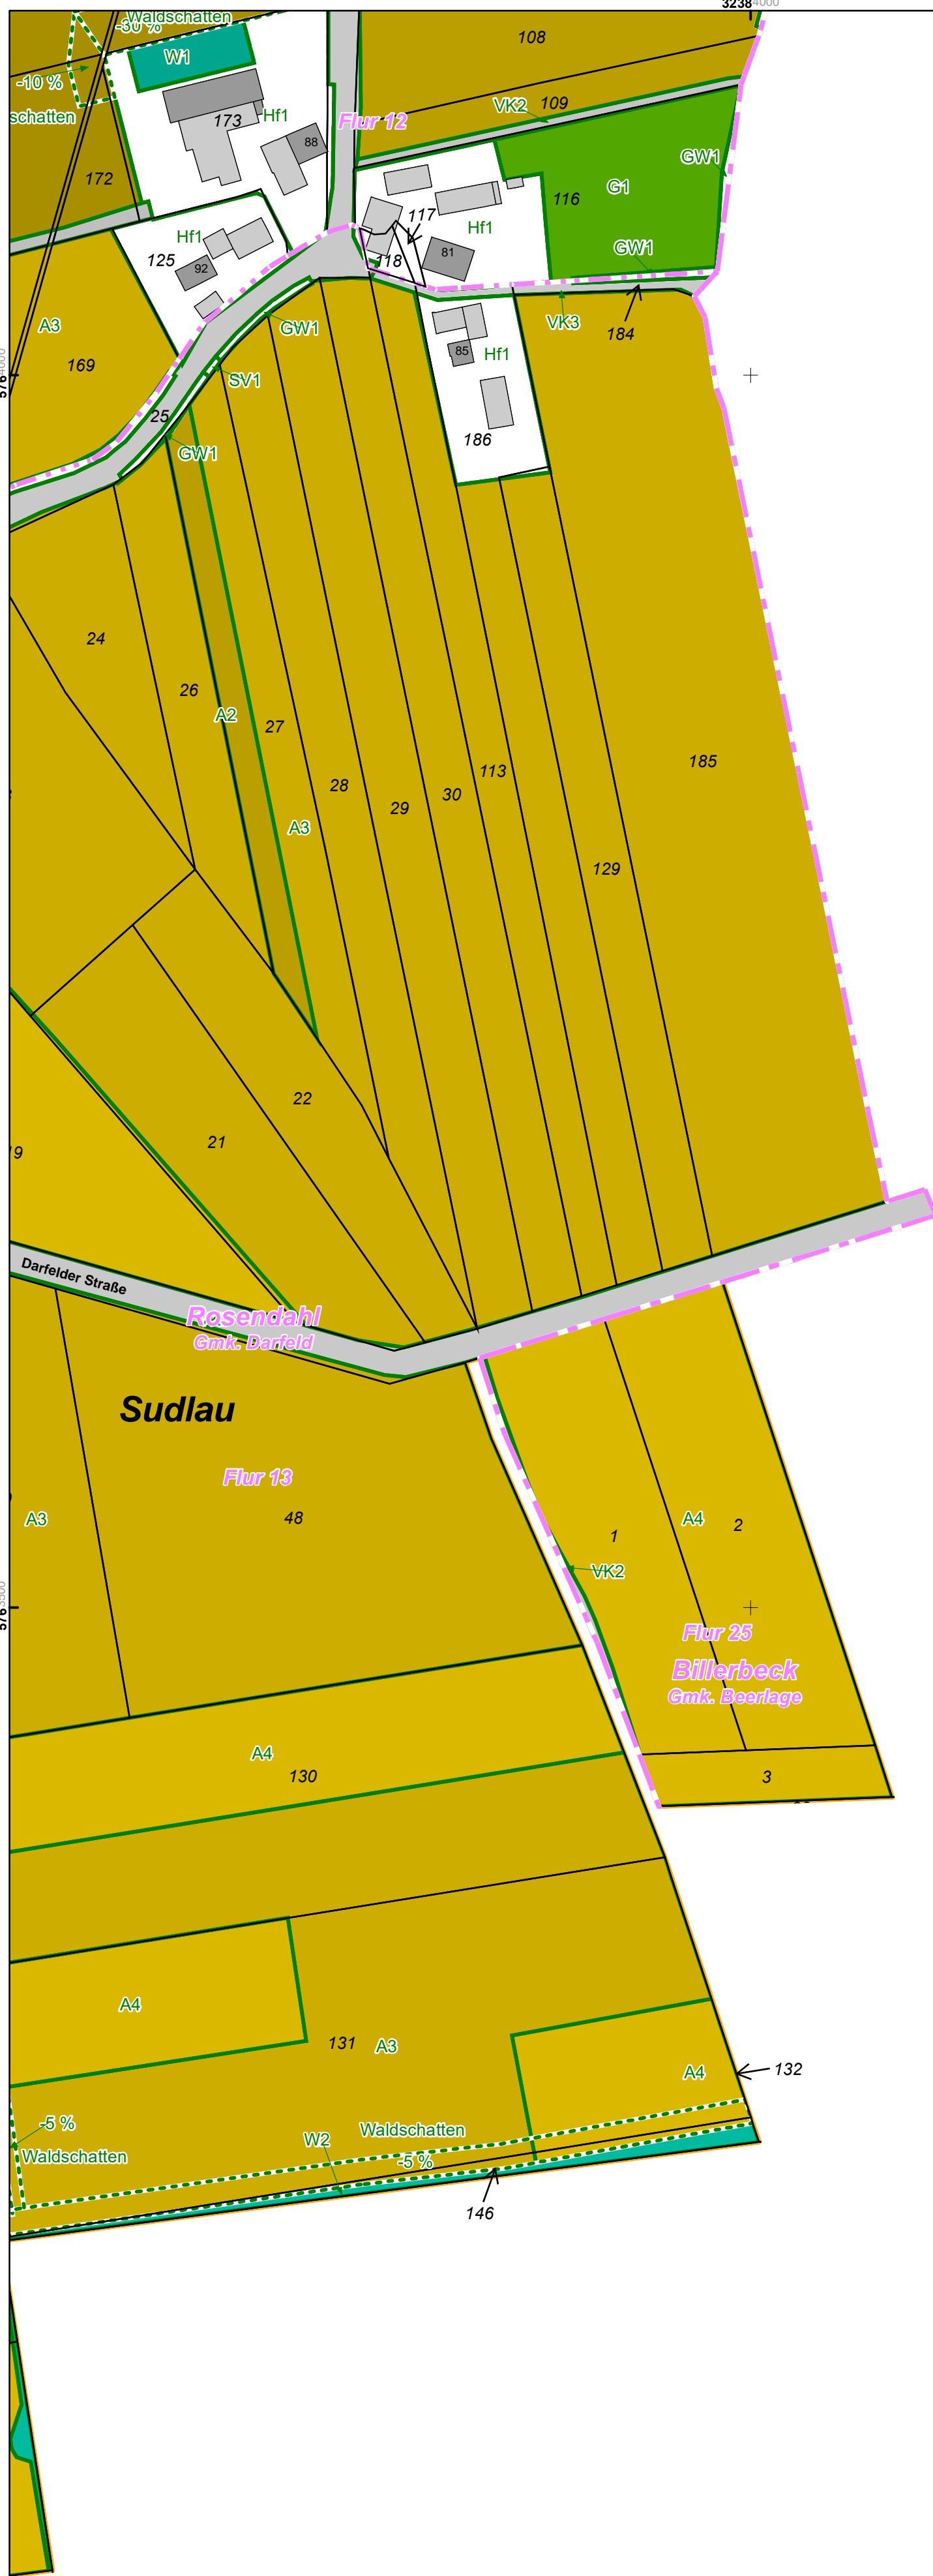 32384000
Waldschatten
-30 %
108
W1
-10 %
VK2
109
schatten
173
Hf1
Flur 12
88
GW1
172
G1
116
117
Hf1
Hf1
GW1
125
118
81
92
A3
GW1
VK3
184
85
Hf1
169
SV1
25
186
GW1
24
26
A2
27
185
113
28
30
29
A3
129
22
21
19
Darfelder Straße
Rosendahl
Gmk. Darfeld
Sudlau
Flur 13
48
A3
A4
2
1
VK2
Flur 25
Billerbeck
Gmk. Beerlage
A4
130
3
A4
131
A3
132
A4
-5 %
Waldschatten
W2
Waldschatten
-5 %
146